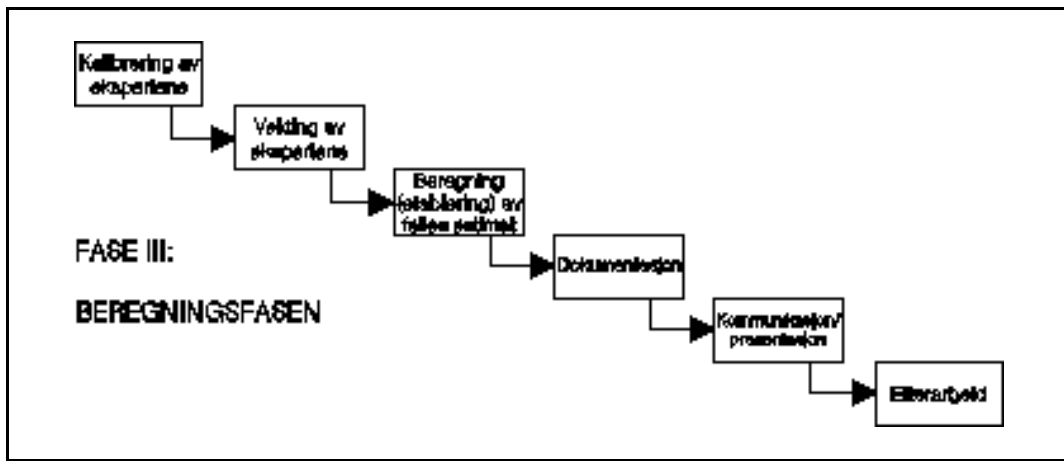 Kalibrering av
ekspertene
Vekting av
ekspertene
Beregning
(etablering) av
felles estimat
Dokumentasjon
Kommunikasjon/
presentasjon
Etterarbeid
FASE III:
BEREGNINGSFASEN